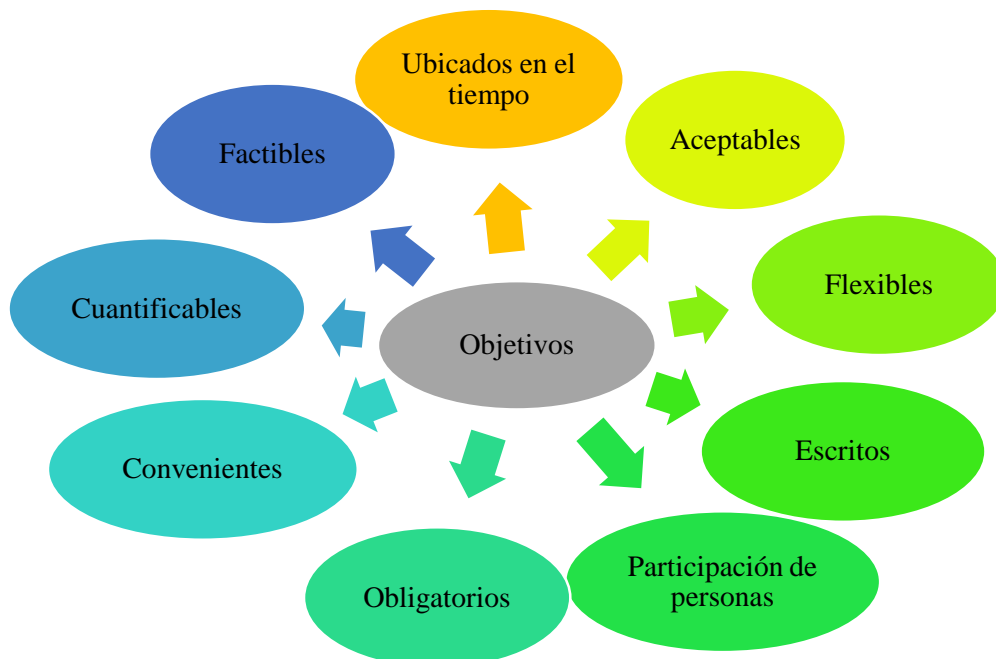 Ubicados en el
tiempo
Aceptables
Factibles
Flexibles
Cuantificables
Objetivos
Escritos
Convenientes
Participación de
personas
Obligatorios